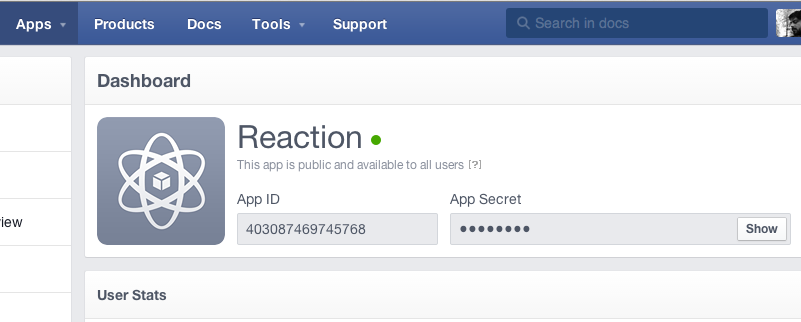 Apps Products Docs Tools Support Search in docs
Dashboard
Reaction
This app is public and available to all users [?]
App ID App Secret
403087469745768 Show
iew
User Stats